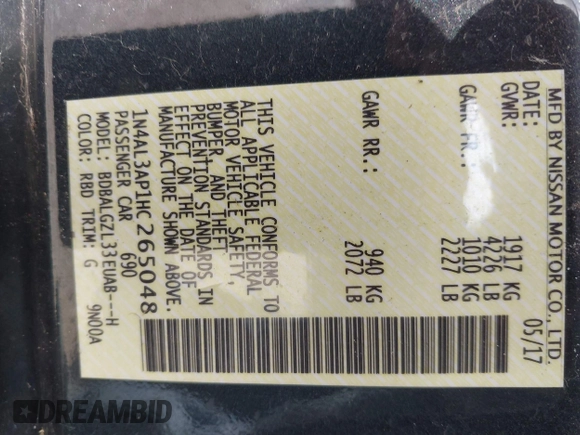 MFD BY NISSAN MOTOR CO., LTD.
DATE: 05/17
GVWR: 1917 KG
4226 LB
GAWR FR.: 1010 KG
2227 LB
GAWR RR.: 940 KG
2072 LB
THIS VEHICLE CONFORMS TO
ALL APPLICABLE FEDERAL
MOTOR VEHICLE SAFETY,
BUMPER, AND THEFT
PREVENTION STANDARDS IN
EFFECT ON THE DATE OF
MANUFACTURE SHOWN ABOVE.
1N4AL3AP1HC265048
PASSENGER CAR 690
MODEL: BDBALGZL33EUAB---H
COLOR: RBD TRIM: G 9N00A
DREAMBID